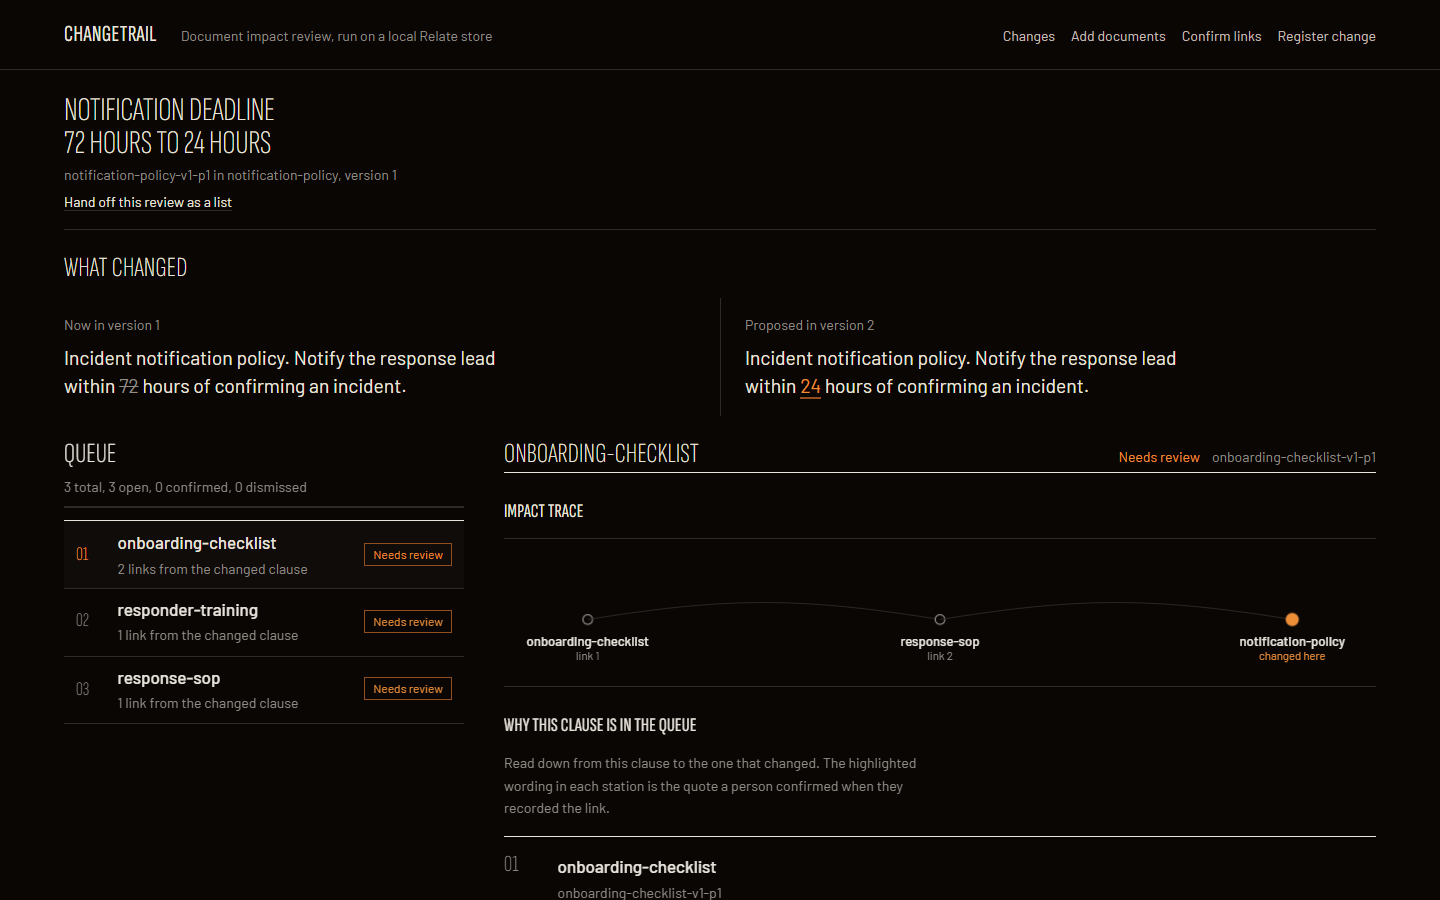 CHANGETRAIL
Document impact review, run on a local Relate store
Changes Add documents Confirm links Register change
NOTIFICATION DEADLINE
72 HOURS TO 24 HOURS
notification-policy-v1-p1 in notification-policy, version 1
Hand off this review as a list
WHAT CHANGED
Now in version 1
Incident notification policy. Notify the response lead
within 72 hours of confirming an incident.
Proposed in version 2
Incident notification policy. Notify the response lead
within 24 hours of confirming an incident.
QUEUE
3 total, 3 open, 0 confirmed, 0 dismissed
01 onboarding-checklist Needs review
2 links from the changed clause
02 responder-training Needs review
1 link from the changed clause
03 response-sop Needs review
1 link from the changed clause
ONBOARDING-CHECKLIST Needs review onboarding-checklist-v1-p1
IMPACT TRACE
onboarding-checklist response-sop notification-policy
link 1 link 2 changed here
WHY THIS CLAUSE IS IN THE QUEUE
Read down from this clause to the one that changed. The highlighted
wording in each station is the quote a person confirmed when they
recorded the link.
01 onboarding-checklist
onboarding-checklist-v1-p1